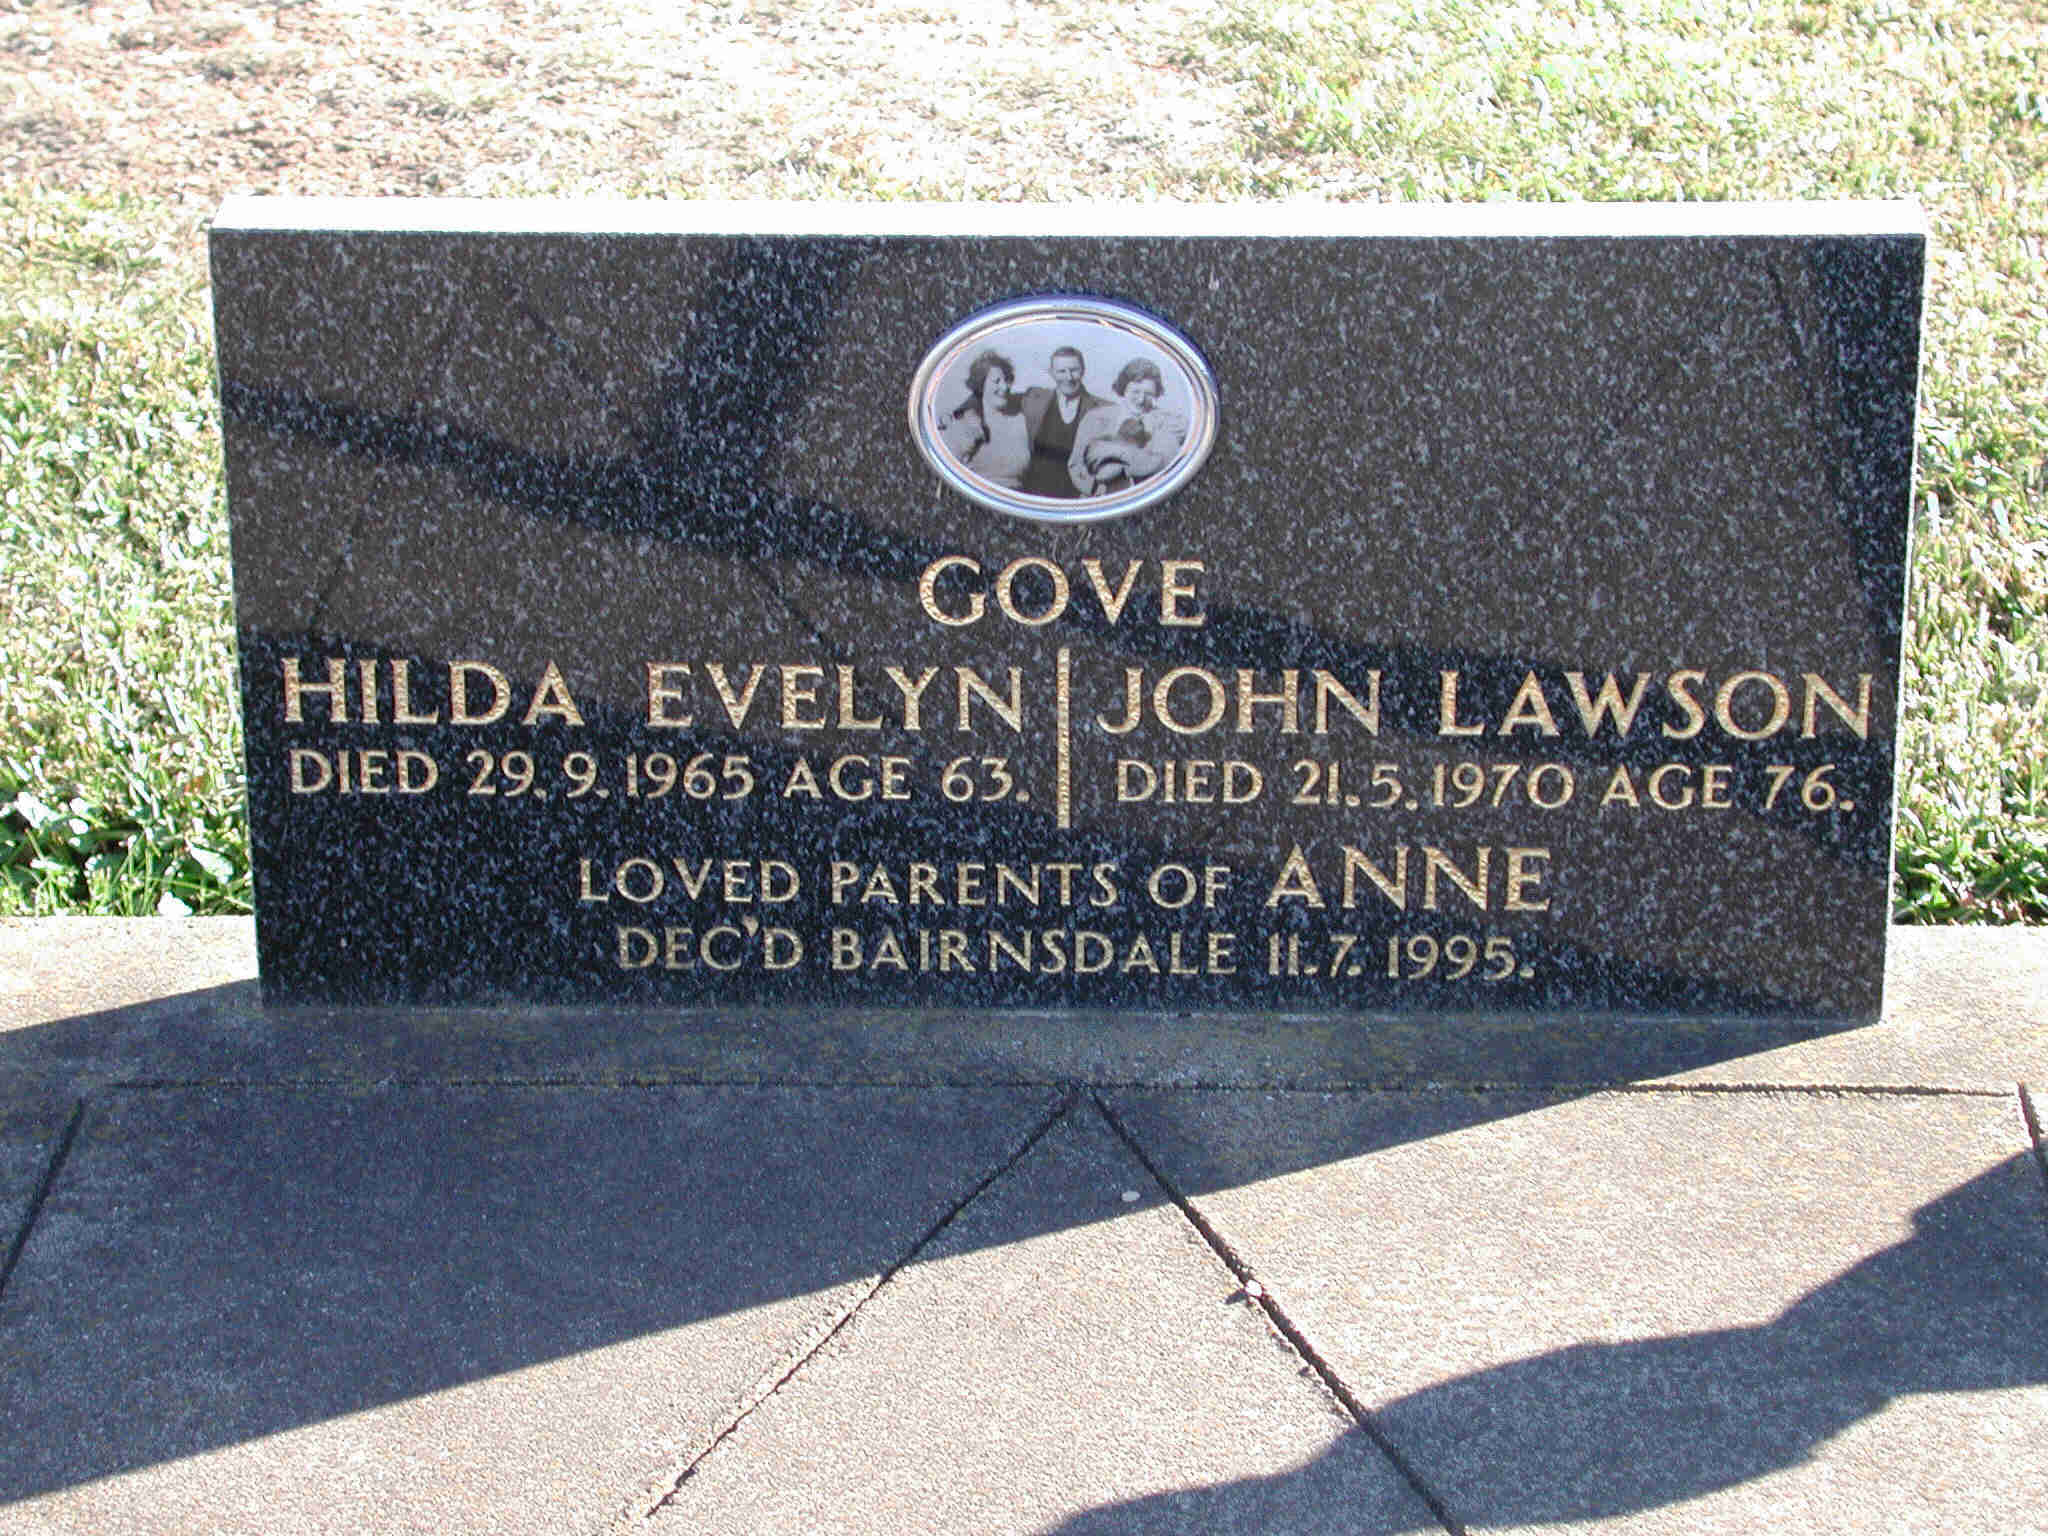 GOVE
HILDA EVELYN
DIED 29.9.1965 AGE 63.
JOHN LAWSON
DIED 21.5.1970 AGE 76.
LOVED PARENTS OF ANNE
DEC'D BAIRNSDALE 11.7.1995.